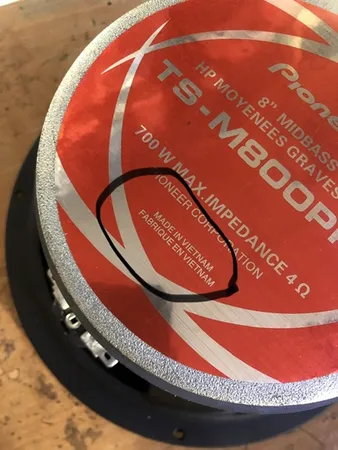 Pione
8" MIDBASS
HP MOYENEES GRAVES
TS-M800P
700 W MAX. IMPEDANCE 4 Ω
PIONEER CORPORATION
MADE IN VIETNAM
FABRIQUE EN VIETNAM